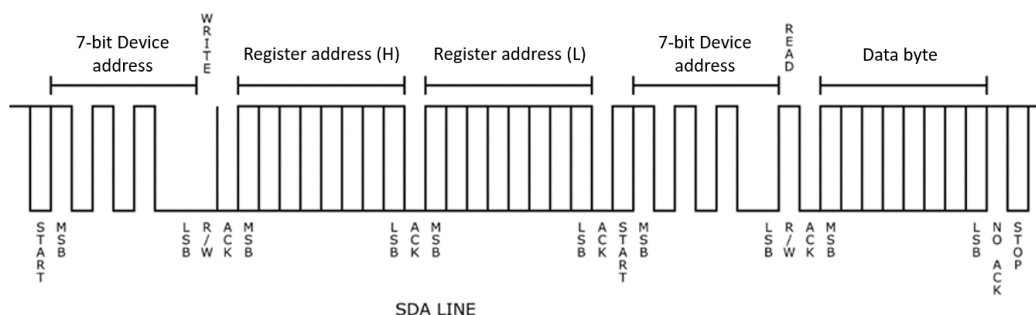 WRITE
READ
7-bit Device
address
Register address (H)
Register address (L)
7-bit Device
address
Data byte
START
MSB
LSB
R/W
ACK
MSB
LSB
ACK
MSB
LSB
ACK
START
MSB
LSB
R/W
ACK
MSB
LSB
NO ACK
STOP
SDA LINE